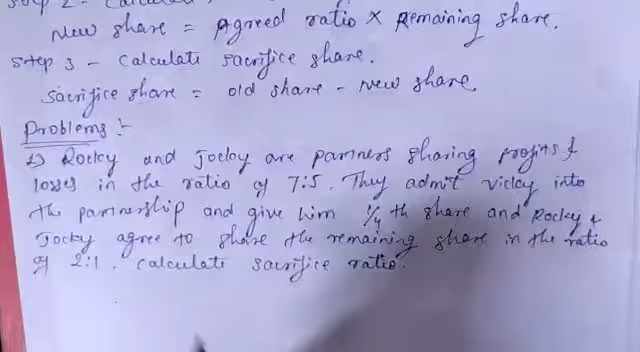 Step 2 - Calculate
New share = Agreed ratio × Remaining share.
Step 3 - Calculate sacrifice share.
Sacrifice share = old share - New share.
Problems :-
1) Rocky and Jocky are partners sharing profits &
losses in the ratio of 7:5. They admit vicky into
the partnership and give him 1/4 th share and Rocky &
Jocky agree to share the remaining share in the ratio
of 2:1. Calculate sacrifice ratio.